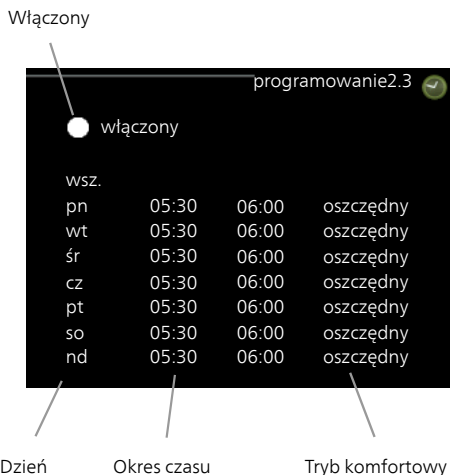 Włączony
programowanie2.3
włączony
wsz.
pn 05:30 06:00 oszczędny
wt 05:30 06:00 oszczędny
śr 05:30 06:00 oszczędny
cz 05:30 06:00 oszczędny
pt 05:30 06:00 oszczędny
so 05:30 06:00 oszczędny
nd 05:30 06:00 oszczędny
Dzień Okres czasu Tryb komfortowy